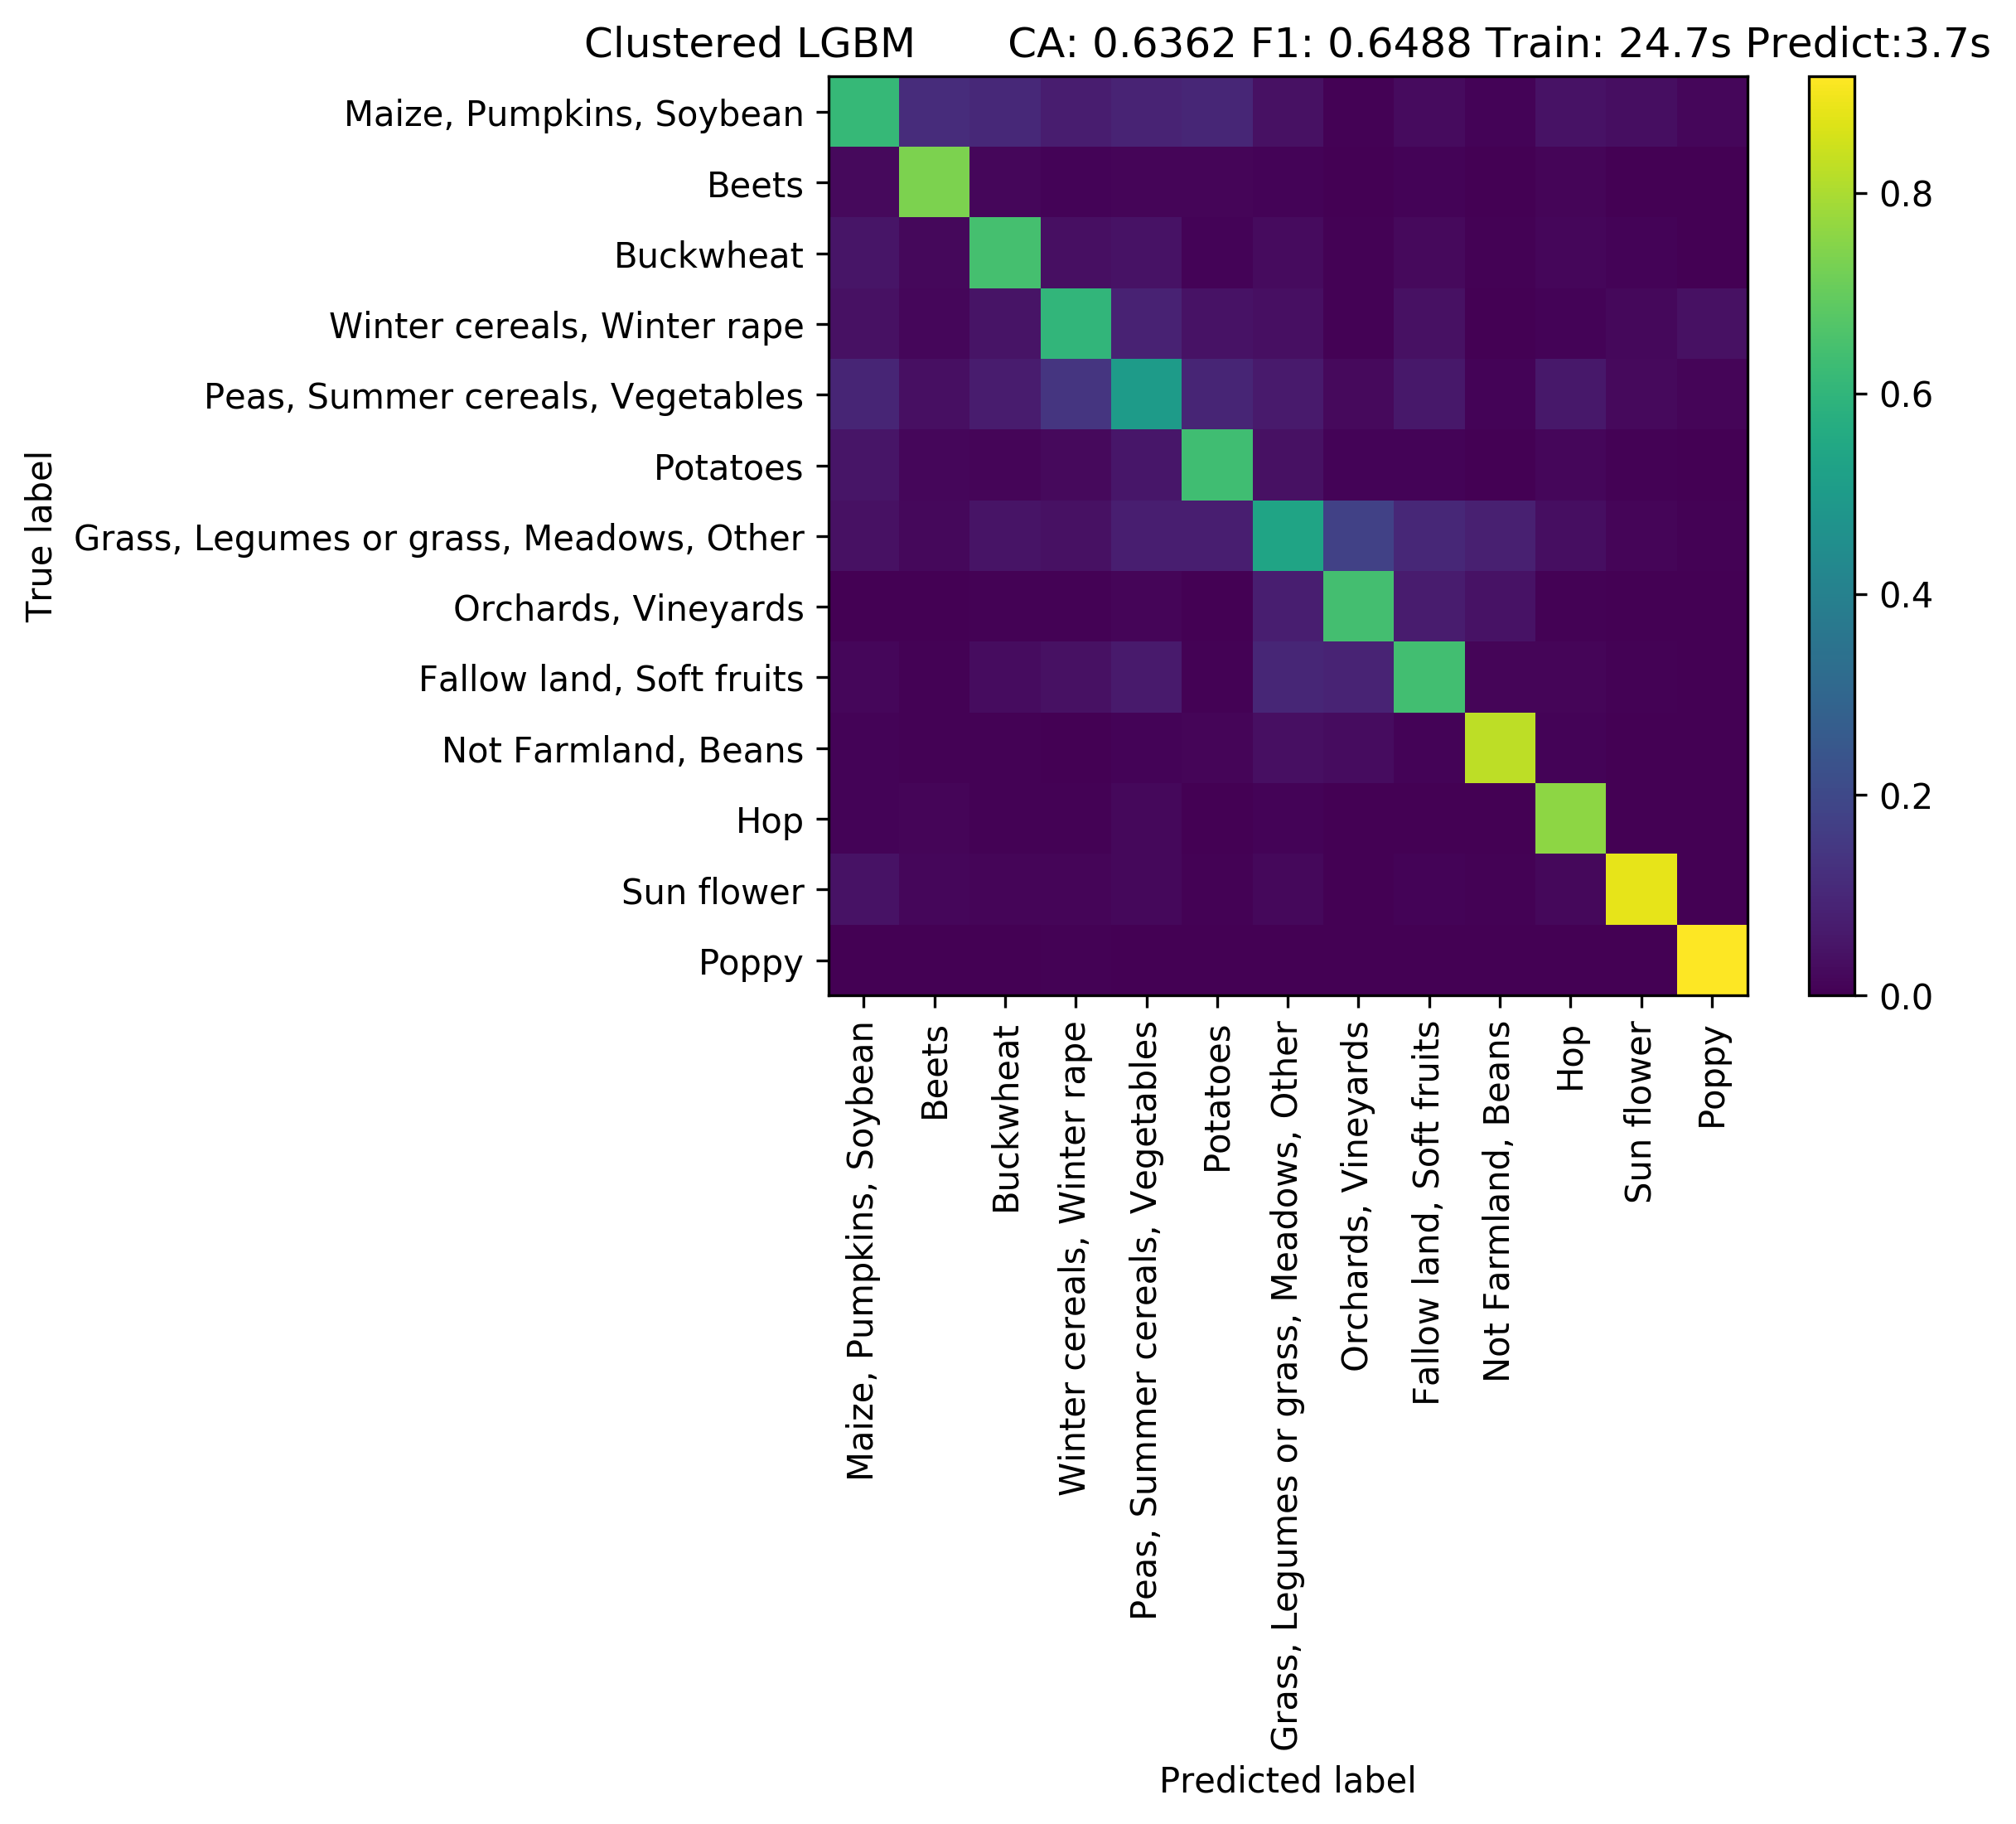 Clustered LGBM CA: 0.6362 F1: 0.6488 Train: 24.7s Predict:3.7s
True label
Maize, Pumpkins, Soybean
Beets
Buckwheat
Winter cereals, Winter rape
Peas, Summer cereals, Vegetables
Potatoes
Grass, Legumes or grass, Meadows, Other
Orchards, Vineyards
Fallow land, Soft fruits
Not Farmland, Beans
Hop
Sun flower
Poppy
0.8
0.6
0.4
0.2
0.0
Maize, Pumpkins, Soybean
Beets
Buckwheat
Winter cereals, Winter rape
Peas, Summer cereals, Vegetables
Potatoes
Grass, Legumes or grass, Meadows, Other
Orchards, Vineyards
Fallow land, Soft fruits
Not Farmland, Beans
Hop
Sun flower
Poppy
Predicted label